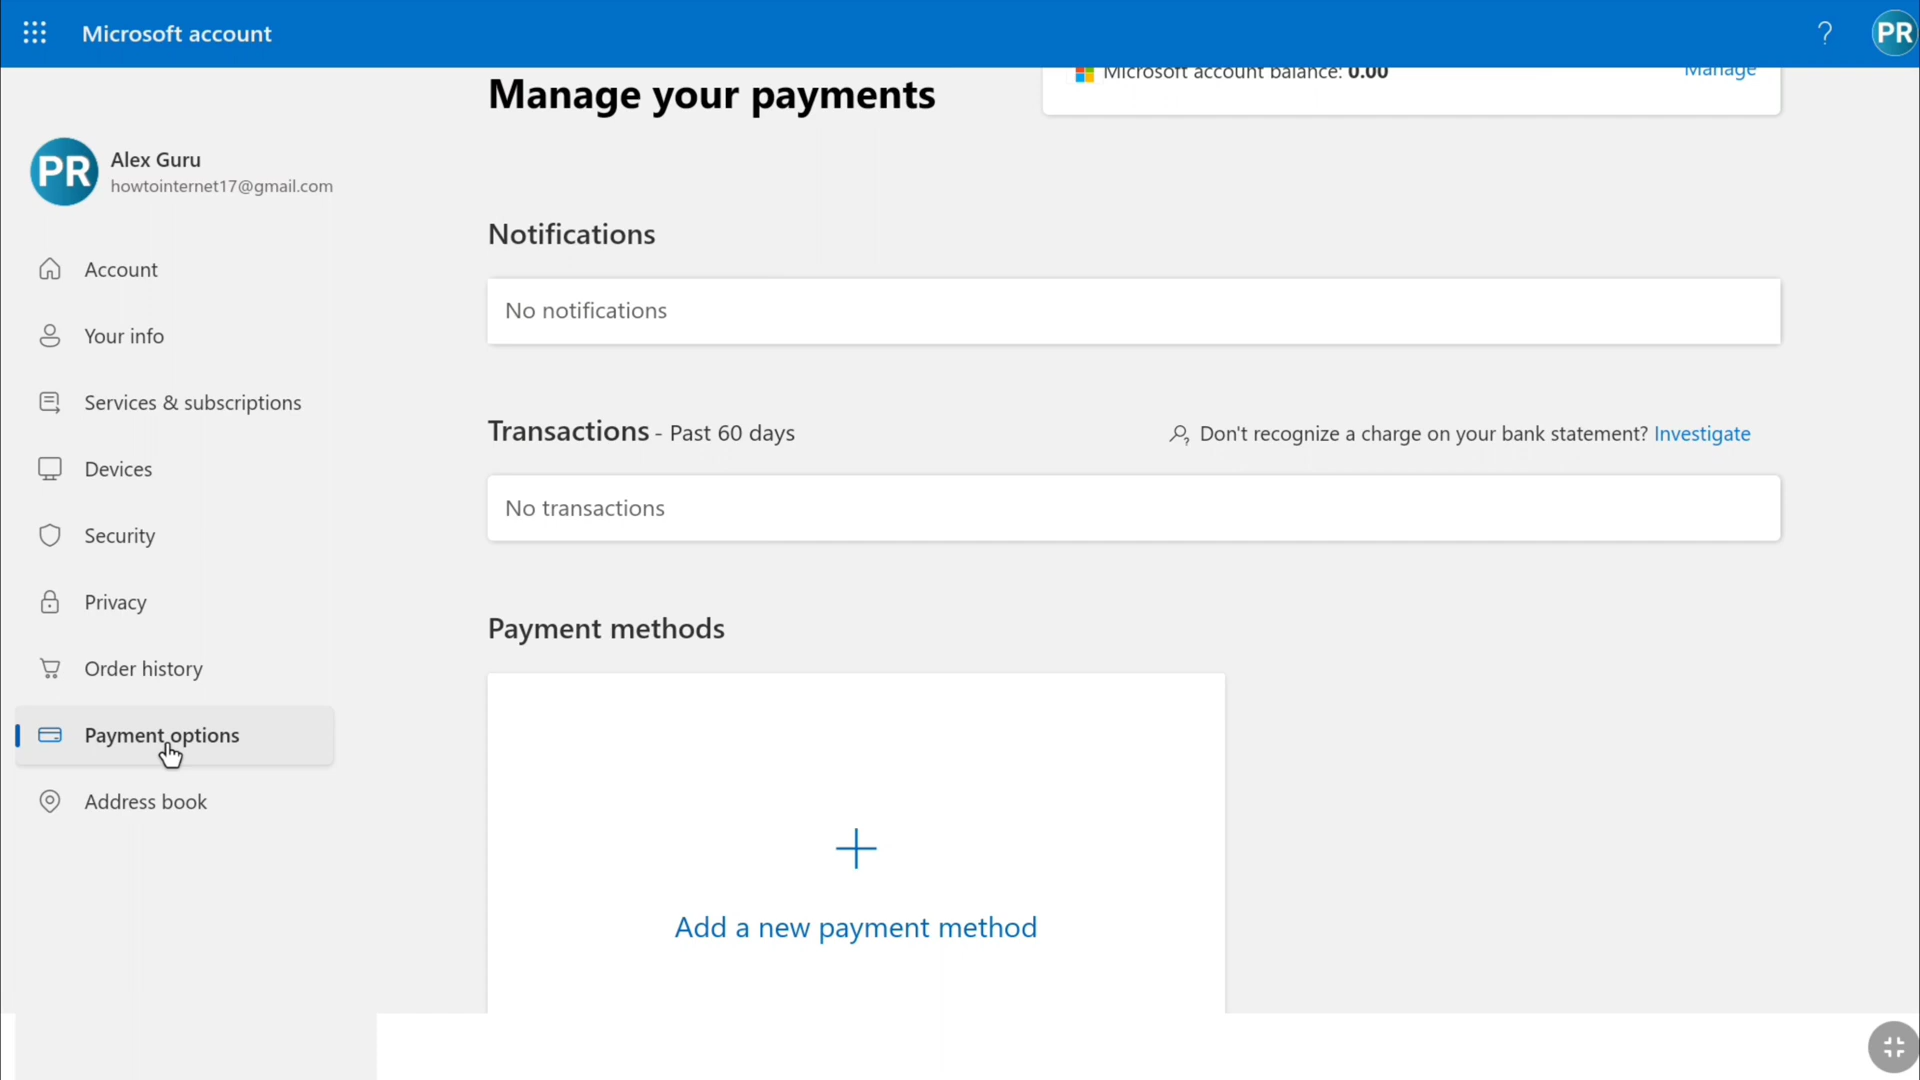 Microsoft account
?
PR
Manage your payments
Microsoft account balance: 0.00
Manage
PR
Alex Guru
howtointernet17@gmail.com
Account
Your info
Services & subscriptions
Devices
Security
Privacy
Order history
Payment options
Address book
Notifications
No notifications
Transactions - Past 60 days
Don't recognize a charge on your bank statement? Investigate
No transactions
Payment methods
Add a new payment method